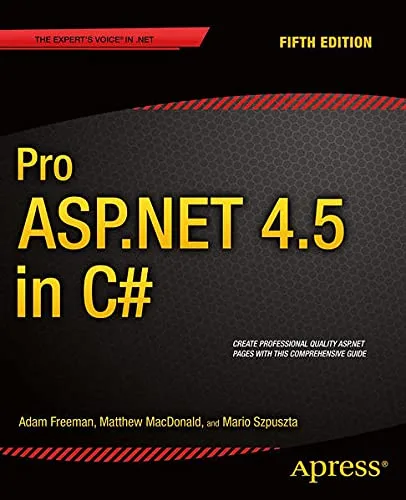 THE EXPERT'S VOICE® IN .NET
FIFTH EDITION
Pro
ASP.NET 4.5
in C#
CREATE PROFESSIONAL QUALITY ASP.NET
PAGES WITH THIS COMPREHENSIVE GUIDE
Adam Freeman, Matthew MacDonald, and Mario Szpuszta
Apress®